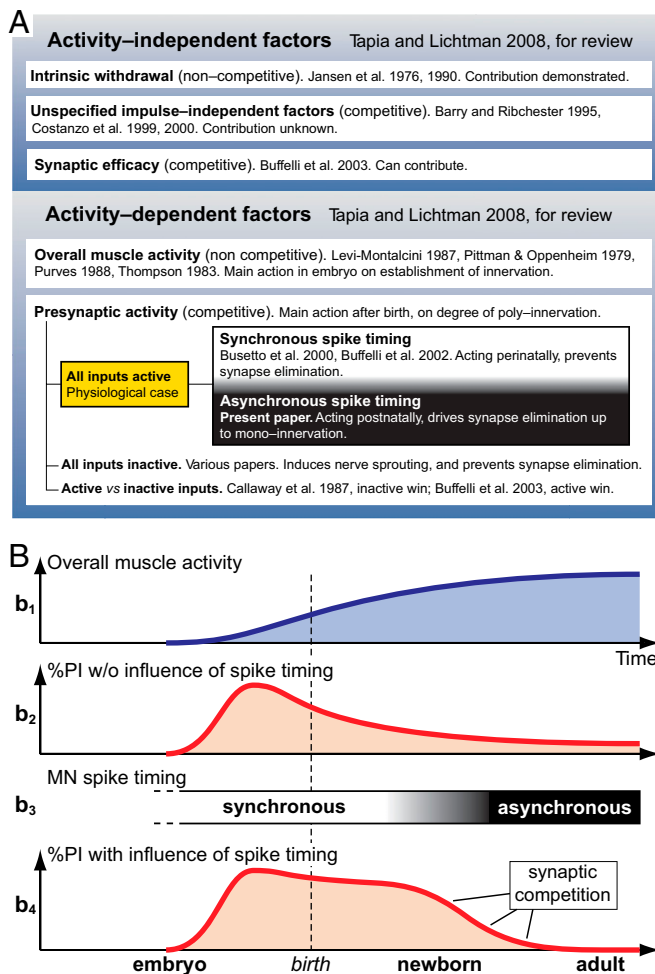 A
Activity–independent factors Tapia and Lichtman 2008, for review
Intrinsic withdrawal (non–competitive). Jansen et al. 1976, 1990. Contribution demonstrated.
Unspecified impulse–independent factors (competitive). Barry and Ribchester 1995,
Costanzo et al. 1999, 2000. Contribution unknown.
Synaptic efficacy (competitive). Buffelli et al. 2003. Can contribute.
Activity–dependent factors Tapia and Lichtman 2008, for review
Overall muscle activity (non competitive). Levi-Montalcini 1987, Pittman & Oppenheim 1979,
Purves 1988, Thompson 1983. Main action in embryo on establishment of innervation.
Presynaptic activity (competitive). Main action after birth, on degree of poly–innervation.
All inputs active
Physiological case
Synchronous spike timing
Busetto et al. 2000, Buffelli et al. 2002. Acting perinatally, prevents
synapse elimination.
Asynchronous spike timing
Present paper. Acting postnatally, drives synapse elimination up
to mono–innervation.
All inputs inactive. Various papers. Induces nerve sprouting, and prevents synapse elimination.
Active vs inactive inputs. Callaway et al. 1987, inactive win; Buffelli et al. 2003, active win.
B
Overall muscle activity
b1
Time
%PI w/o influence of spike timing
b2
MN spike timing
b3
synchronous
asynchronous
%PI with influence of spike timing
b4
synaptic
competition
embryo birth newborn adult